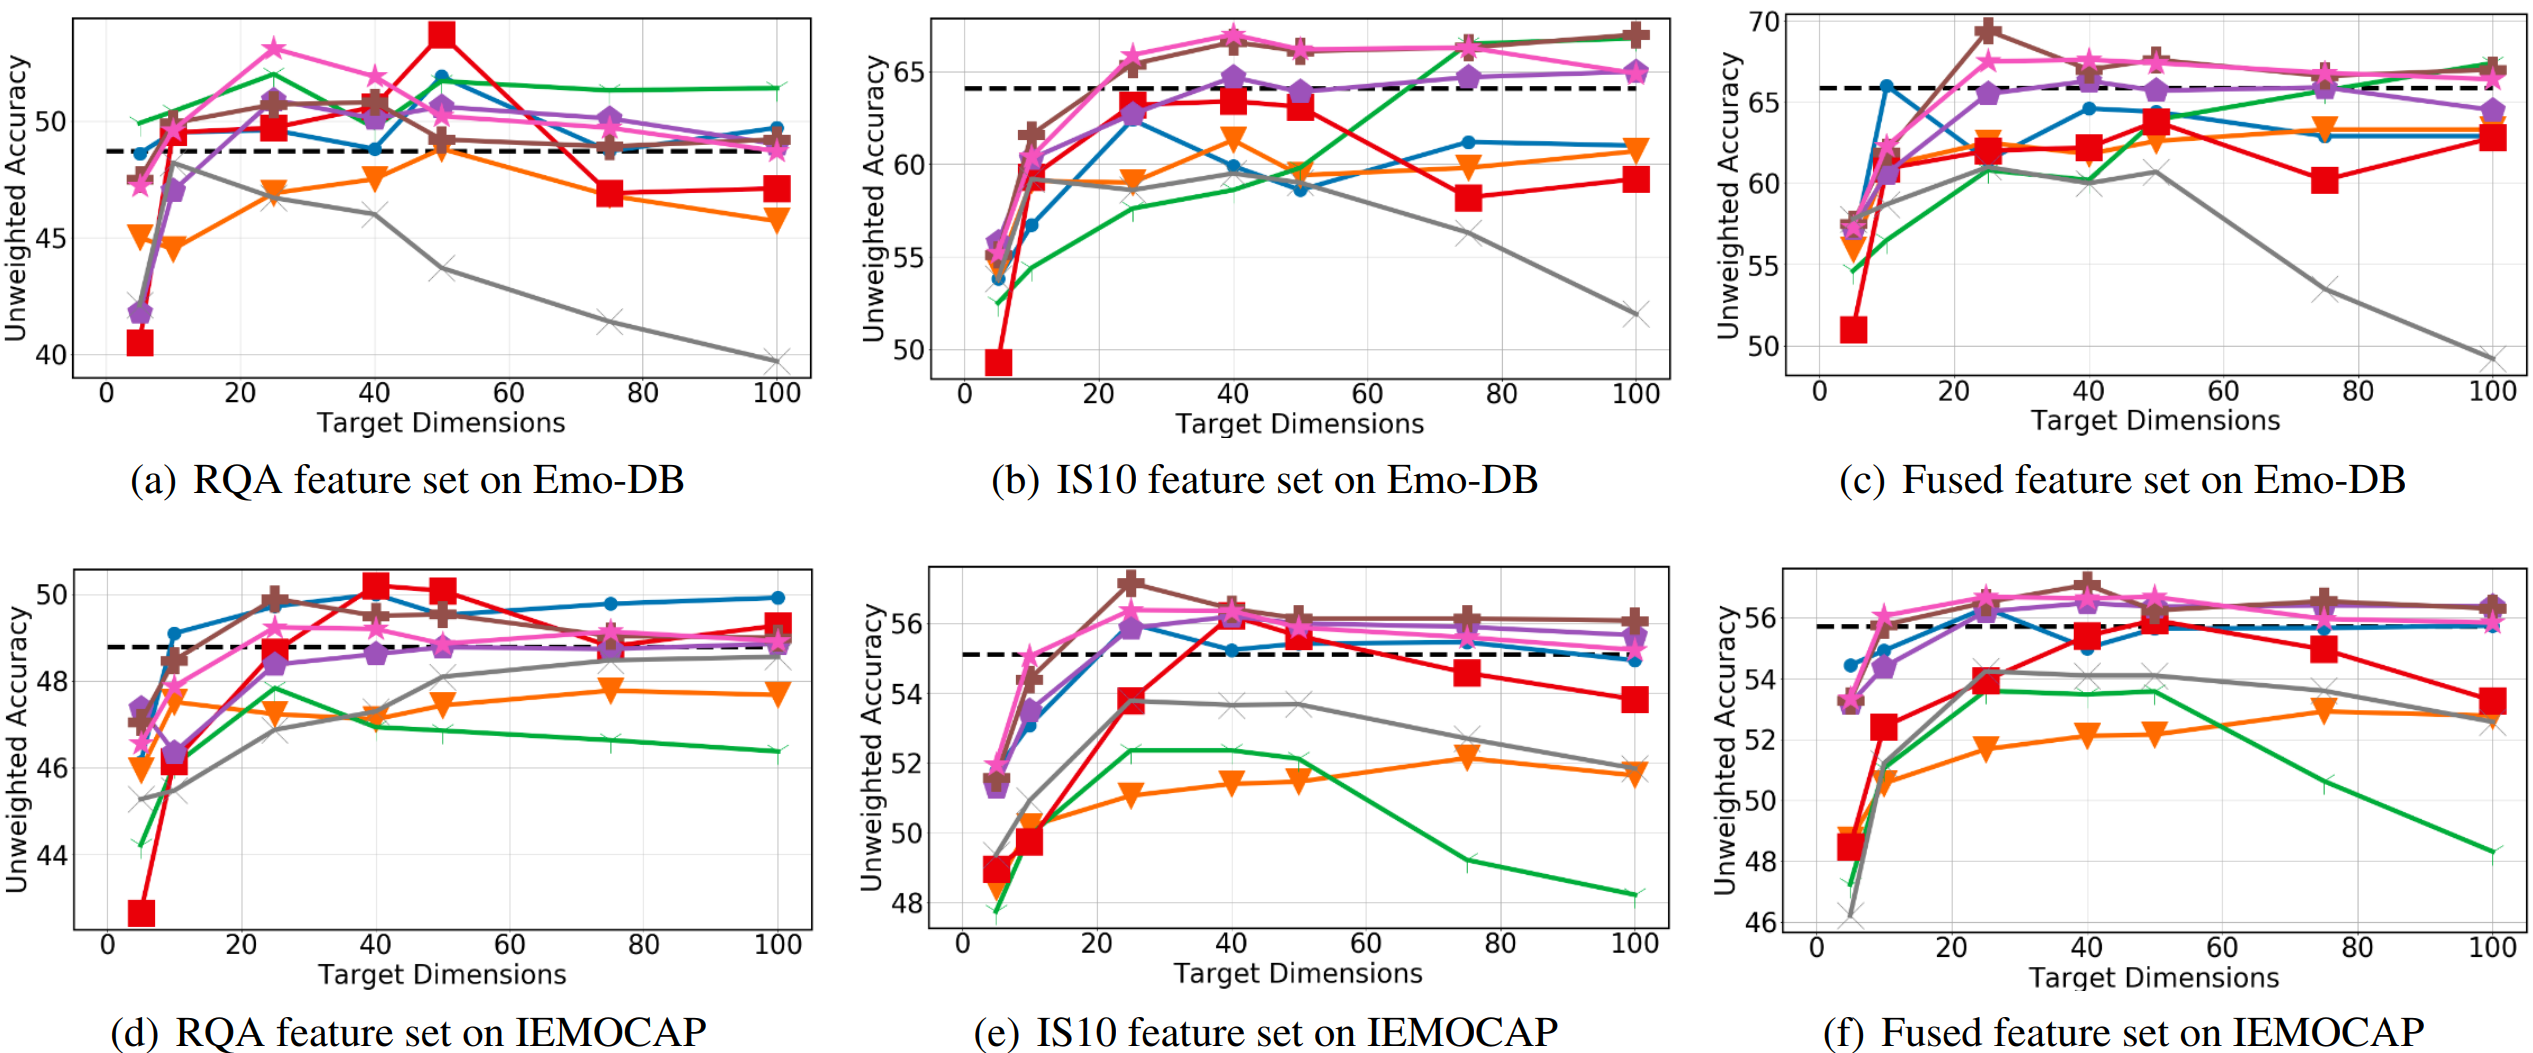 Unweighted Accuracy
50
45
40
0 20 40 60 80 100
Target Dimensions
(a) RQA feature set on Emo-DB
Unweighted Accuracy
65
60
55
50
0 20 40 60 80 100
Target Dimensions
(b) IS10 feature set on Emo-DB
Unweighted Accuracy
70
65
60
55
50
0 20 40 60 80 100
Target Dimensions
(c) Fused feature set on Emo-DB
Unweighted Accuracy
50
48
46
44
0 20 40 60 80 100
Target Dimensions
(d) RQA feature set on IEMOCAP
Unweighted Accuracy
56
54
52
50
48
0 20 40 60 80 100
Target Dimensions
(e) IS10 feature set on IEMOCAP
Unweighted Accuracy
56
54
52
50
48
46
0 20 40 60 80 100
Target Dimensions
(f) Fused feature set on IEMOCAP